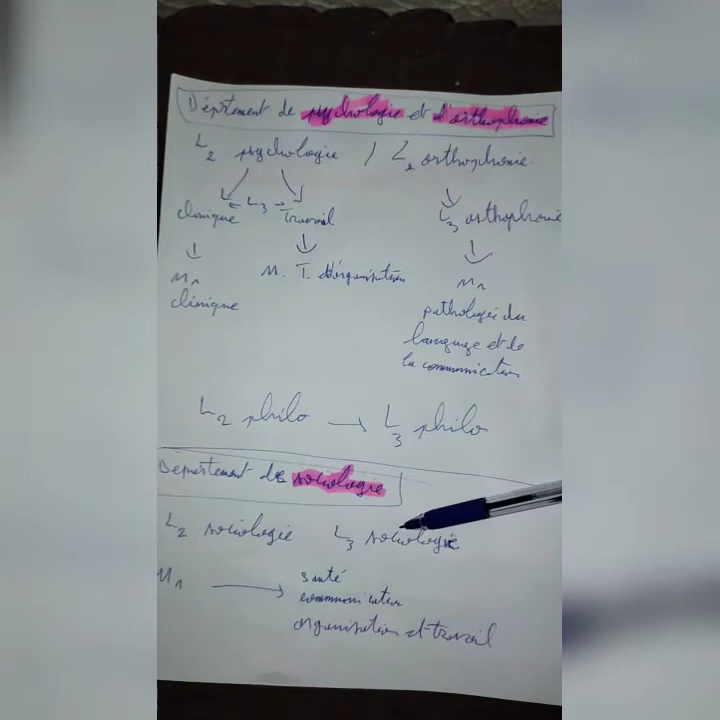 Département de psychologie et d'orthophonie
L2 psychologie / L2 orthophonie
clinique ← L3 → Travail
L3 orthophonie
M1
clinique
M. T. et organisation
M1
pathologie du
langage et de
la communication
L2 philo → L3 philo
Département de sociologie
L2 sociologie L3 sociologie
M1 → santé
communication
organisation et travail